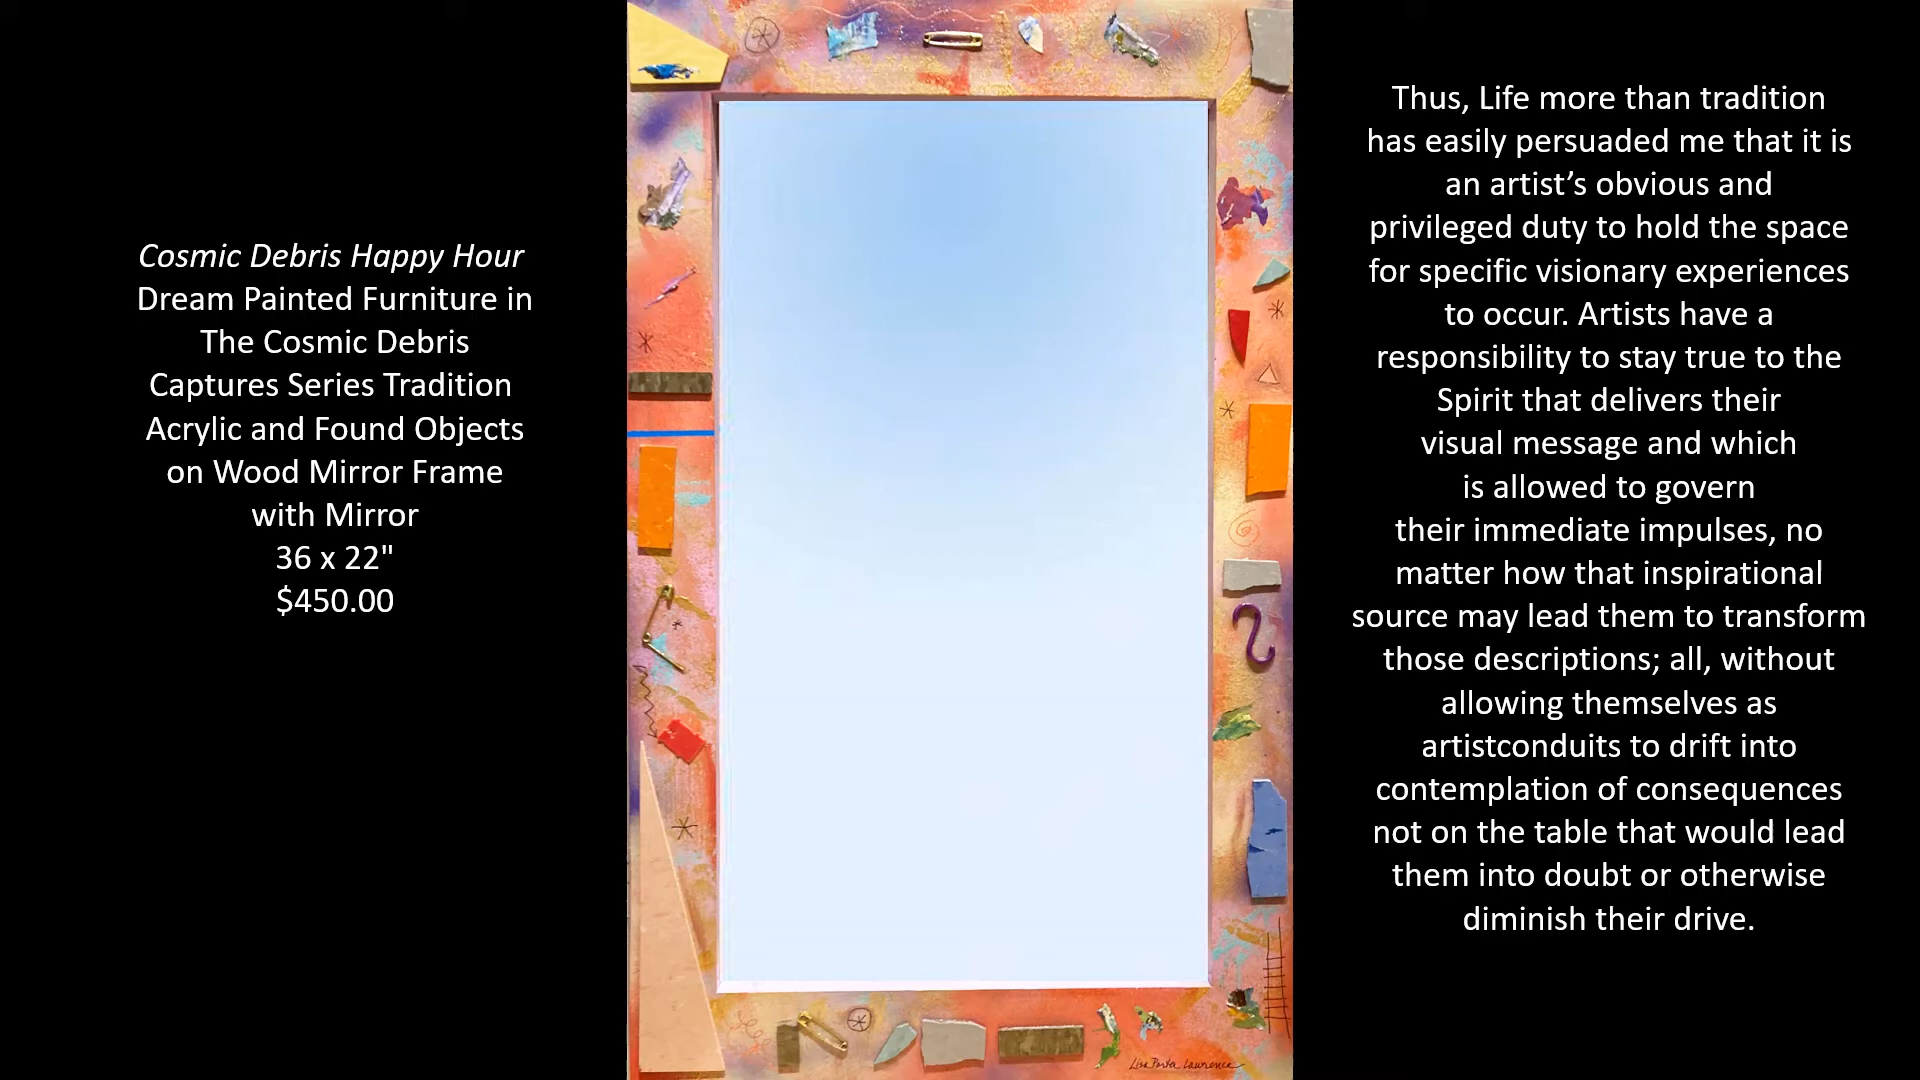 Cosmic Debris Happy Hour
Dream Painted Furniture in
The Cosmic Debris
Captures Series Tradition
Acrylic and Found Objects
on Wood Mirror Frame
with Mirror
36 x 22"
$450.00
Thus, Life more than tradition
has easily persuaded me that it is
an artist’s obvious and
privileged duty to hold the space
for specific visionary experiences
to occur. Artists have a
responsibility to stay true to the
Spirit that delivers their
visual message and which
is allowed to govern
their immediate impulses, no
matter how that inspirational
source may lead them to transform
those descriptions; all, without
allowing themselves as
artistconduits to drift into
contemplation of consequences
not on the table that would lead
them into doubt or otherwise
diminish their drive.
Lisa Porter Lawrence